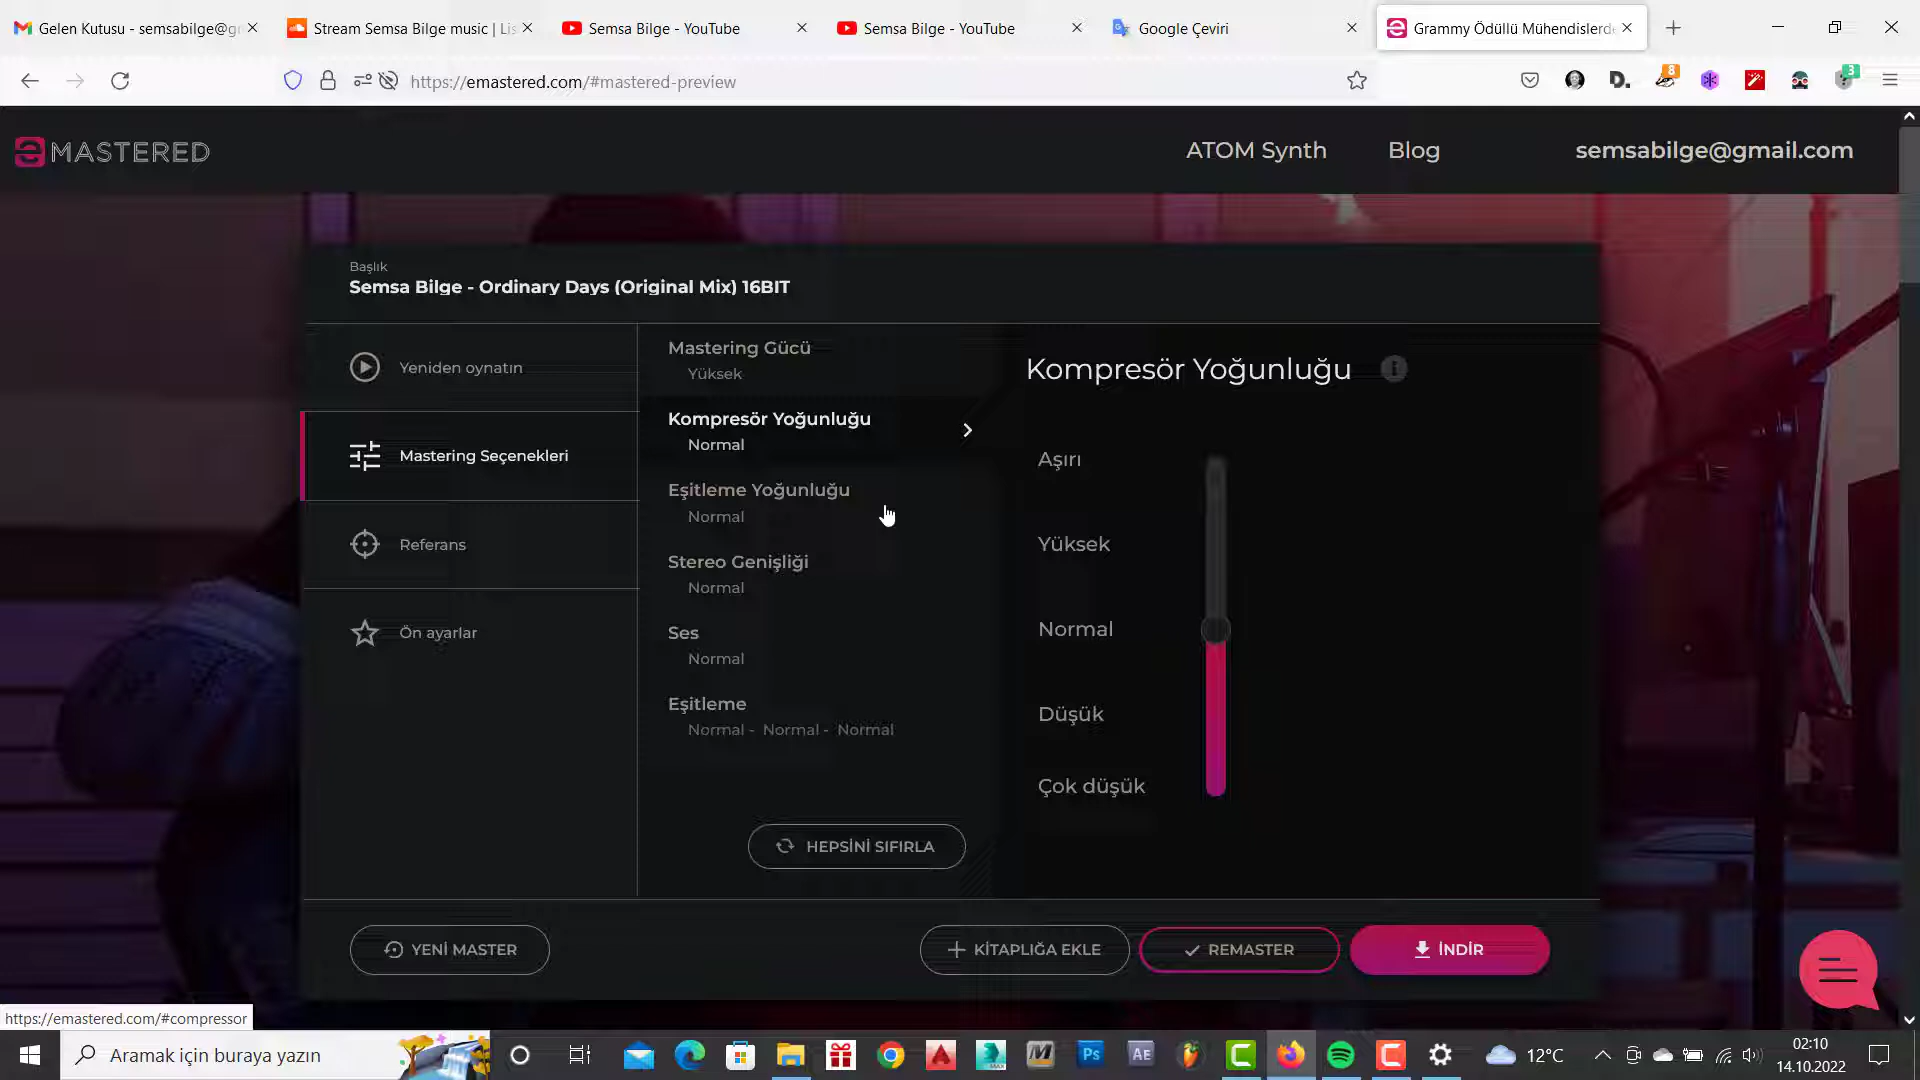 Gelen Kutusu - semsabilge@g
Stream Semsa Bilge music | Lis
Semsa Bilge - YouTube
Semsa Bilge - YouTube
Google Çeviri
Grammy Ödüllü Mühendislerde
https://emastered.com/#mastered-preview
8
3
MASTERED
ATOM Synth
Blog
semsabilge@gmail.com
Başlık
Semsa Bilge - Ordinary Days (Original Mix) 16BIT
Yeniden oynatın
Mastering Seçenekleri
Referans
Ön ayarlar
Mastering Gücü
Yüksek
Kompresör Yoğunluğu
Normal
Eşitleme Yoğunluğu
Normal
Stereo Genişliği
Normal
Ses
Normal
Eşitleme
Normal - Normal - Normal
HEPSİNİ SIFIRLA
Kompresör Yoğunluğu
Aşırı
Yüksek
Normal
Düşük
Çok düşük
YENİ MASTER
KİTAPLIĞA EKLE
REMASTER
İNDİR
https://emastered.com/#compressor
Aramak için buraya yazın
Ps
AE
12°C
02:10
14.10.2022